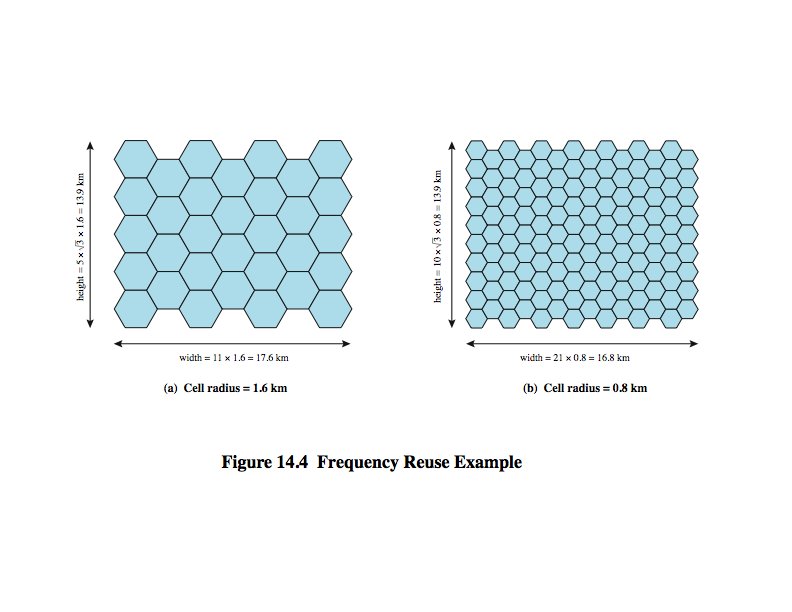 height = 5 × √3 × 1.6 = 13.9 km
width = 11 × 1.6 = 17.6 km
(a) Cell radius = 1.6 km
height = 10 × √3 × 0.8 = 13.9 km
width = 21 × 0.8 = 16.8 km
(b) Cell radius = 0.8 km
Figure 14.4 Frequency Reuse Example